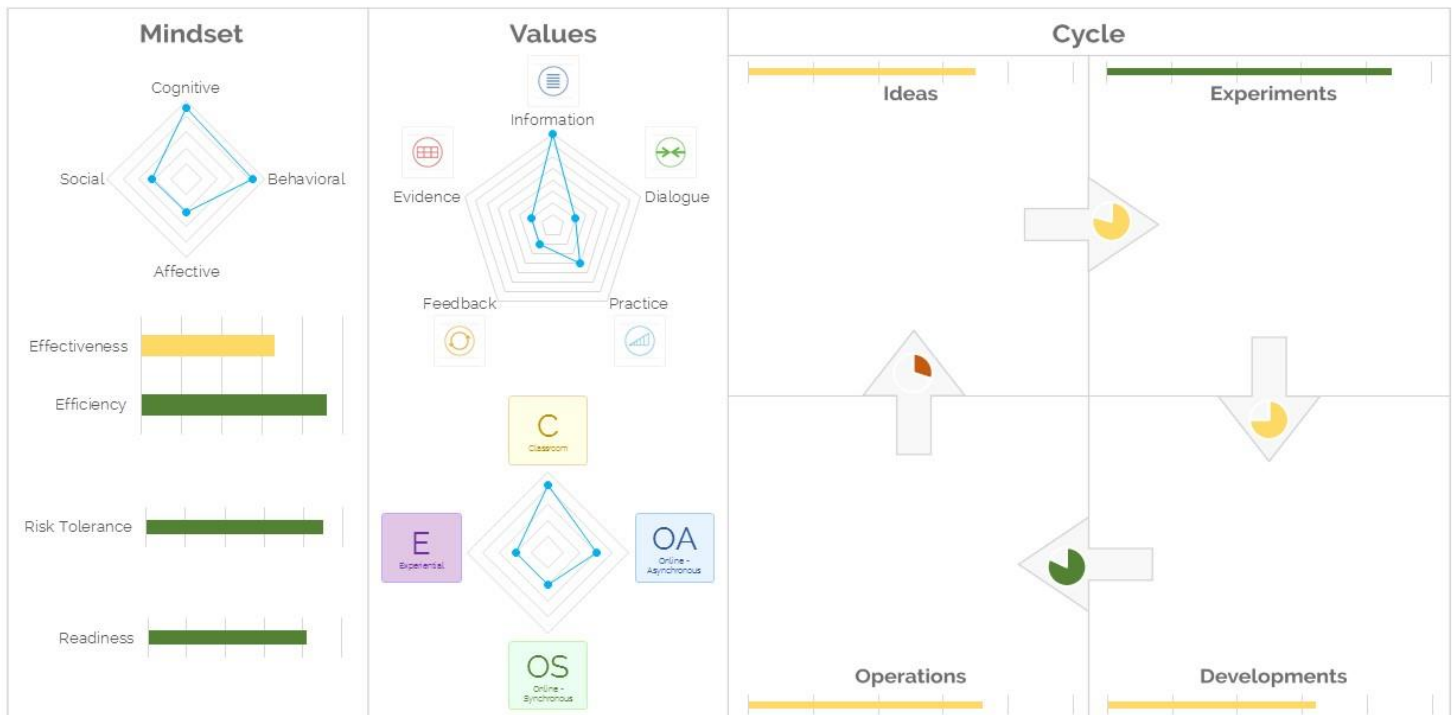 Mindset
Cognitive
Social
Behavioral
Affective
Effectiveness
Efficiency
Risk Tolerance
Readiness
Values
Information
Evidence
Dialogue
Feedback
Practice
C
Classroom
E
Experiential
OA
Online -
Asynchronous
OS
Online -
Synchronous
Cycle
Ideas
Experiments
Operations
Developments